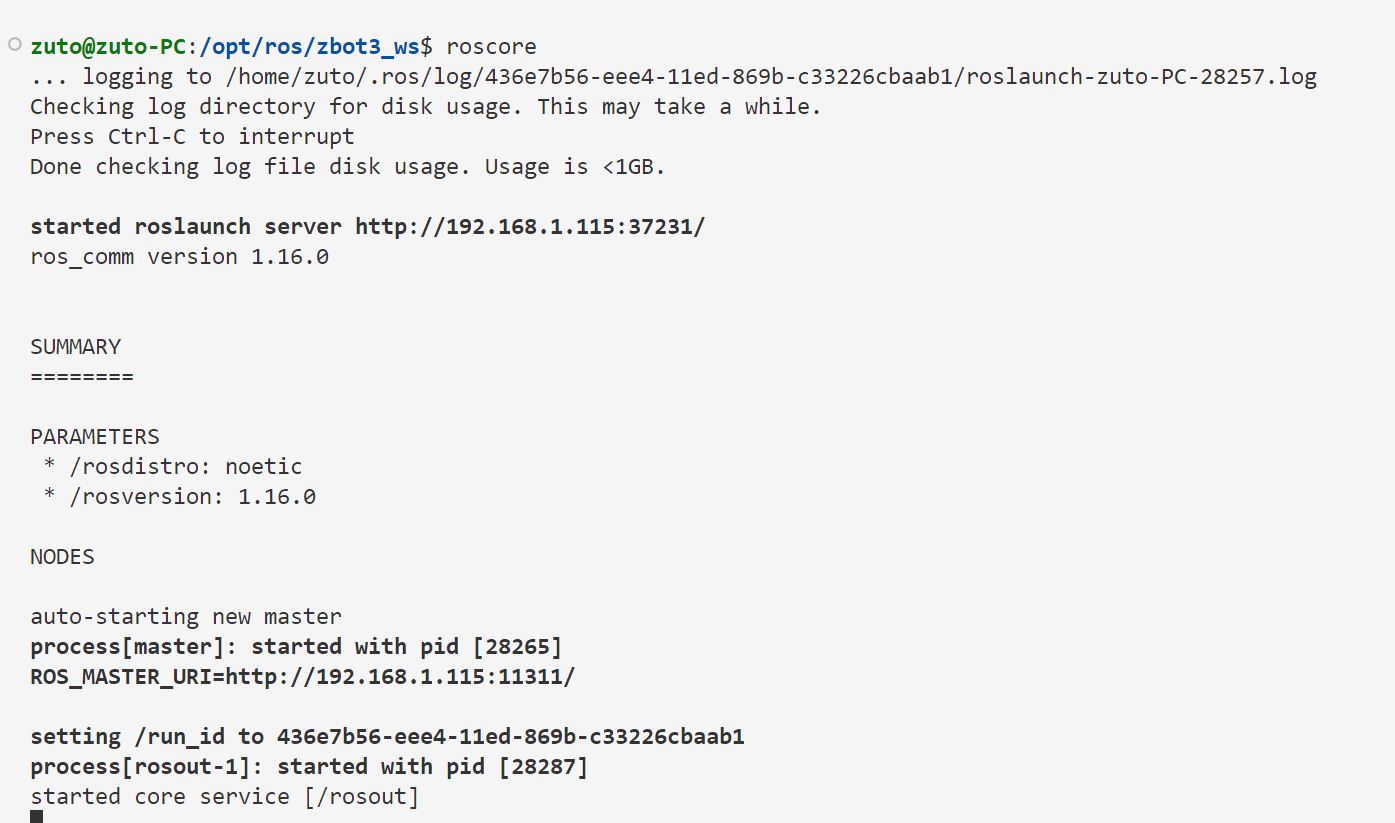 zuto@zuto-PC:/opt/ros/zbot3_ws$ roscore
... logging to /home/zuto/.ros/log/436e7b56-eee4-11ed-869b-c33226cbaab1/roslaunch-zuto-PC-28257.log
Checking log directory for disk usage. This may take a while.
Press Ctrl-C to interrupt
Done checking log file disk usage. Usage is <1GB.

started roslaunch server http://192.168.1.115:37231/
ros_comm version 1.16.0

SUMMARY
========

PARAMETERS
 * /rosdistro: noetic
 * /rosversion: 1.16.0

NODES

auto-starting new master
process[master]: started with pid [28265]
ROS_MASTER_URI=http://192.168.1.115:11311/

setting /run_id to 436e7b56-eee4-11ed-869b-c33226cbaab1
process[rosout-1]: started with pid [28287]
started core service [/rosout]